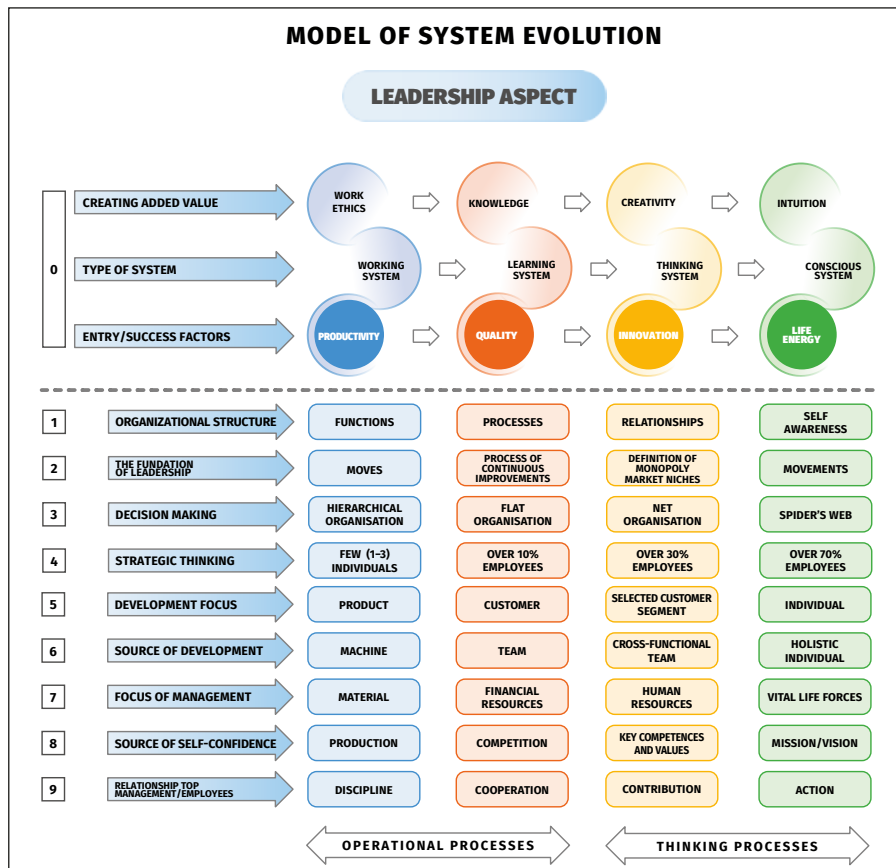 MODEL OF SYSTEM EVOLUTION
LEADERSHIP ASPECT
0
CREATING ADDED VALUE
WORK
ETHICS
KNOWLEDGE
CREATIVITY
INTUITION
TYPE OF SYSTEM
WORKING
SYSTEM
LEARNING
SYSTEM
THINKING
SYSTEM
CONSCIOUS
SYSTEM
ENTRY/SUCCESS FACTORS
PRODUCTIVITY
QUALITY
INNOVATION
LIFE
ENERGY
1
ORGANIZATIONAL STRUCTURE
FUNCTIONS
PROCESSES
RELATIONSHIPS
SELF
AWARENESS
2
THE FUNDATION
OF LEADERSHIP
MOVES
PROCESS OF
CONTINUOUS
IMPROVEMENTS
DEFINITION OF
MONOPOLY
MARKET NICHES
MOVEMENTS
3
DECISION MAKING
HIERARCHICAL
ORGANISATION
FLAT
ORGANISATION
NET
ORGANISATION
SPIDER'S WEB
4
STRATEGIC THINKING
FEW (1–3)
INDIVIDUALS
OVER 10%
EMPLOYEES
OVER 30%
EMPLOYEES
OVER 70%
EMPLOYEES
5
DEVELOPMENT FOCUS
PRODUCT
CUSTOMER
SELECTED CUSTOMER
SEGMENT
INDIVIDUAL
6
SOURCE OF DEVELOPMENT
MACHINE
TEAM
CROSS-FUNCTIONAL
TEAM
HOLISTIC
INDIVIDUAL
7
FOCUS OF MANAGEMENT
MATERIAL
FINANCIAL
RESOURCES
HUMAN
RESOURCES
VITAL LIFE FORCES
8
SOURCE OF SELF-CONFIDENCE
PRODUCTION
COMPETITION
KEY COMPETENCES
AND VALUES
MISSION/VISION
9
RELATIONSHIP TOP
MANAGEMENT/EMPLOYEES
DISCIPLINE
COOPERATION
CONTRIBUTION
ACTION
OPERATIONAL PROCESSES
THINKING PROCESSES